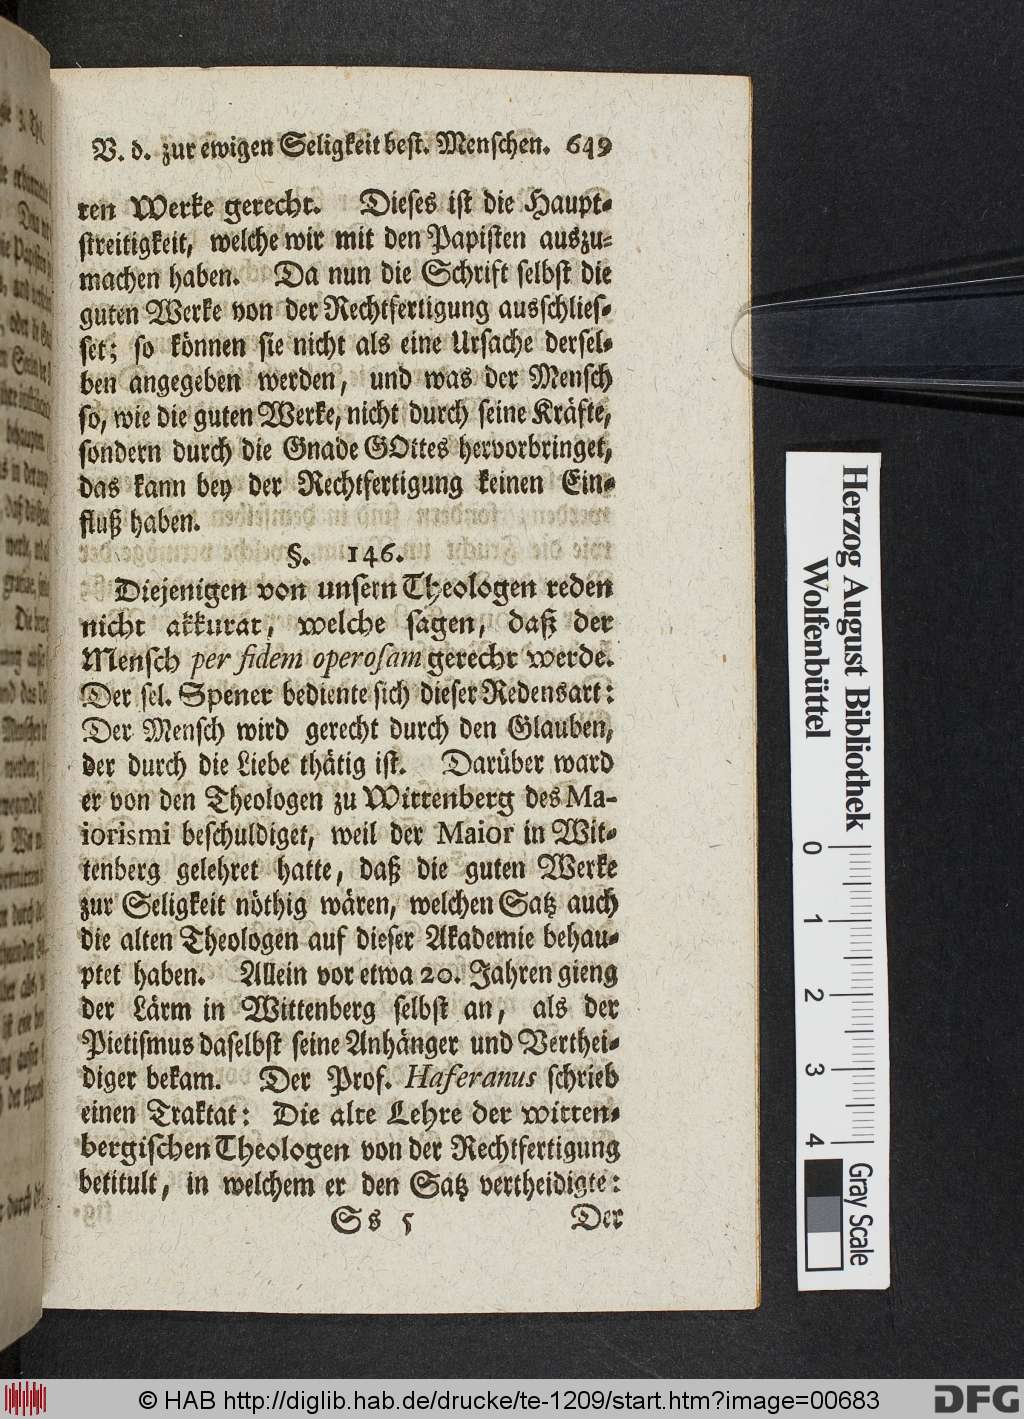 V. d. zur ewigen Seligkeit best. Menschen. 649
ren Werke gerecht. Dieses ist die Haupt-
streitigkeit, welche wir mit den Papisten auszu-
machen haben. Da nun die Schrift selbst die
guten Werke von der Rechtfertigung ausschlies-
set; so können sie nicht als eine Ursache dersel-
ben angegeben werden, und was der Mensch
so, wie die guten Werke, nicht durch seine Kräfte,
sondern durch die Gnade GOttes hervorbringet,
das kann bey der Rechtfertigung keinen Ein-
fluß haben.
§. 146.
Diejenigen von unsern Theologen reden
nicht akkurat, welche sagen, daß der
Mensch per fidem operosam gerecht werde.
Der sel. Spener bediente sich dieser Redensart:
Der Mensch wird gerecht durch den Glauben,
der durch die Liebe thätig ist. Darüber ward
er von den Theologen zu Wittenberg des Ma-
iorismi beschuldiget, weil der Maior in Wit-
tenberg gelehret hatte, daß die guten Werke
zur Seligkeit nöthig wären, welchen Satz auch
die alten Theologen auf dieser Akademie behau-
ptet haben. Allein vor etwa 20. Jahren gieng
der Lärm in Wittenberg selbst an, als der
Pietismus daselbst seine Anhänger und Verthei-
diger bekam. Der Prof. Haferanus schrieb
einen Traktat: Die alte Lehre der witten-
bergischen Theologen von der Rechtfertigung
betitult, in welchem er den Satz vertheidigte:
Ss 5 Der
Herzog August Bibliothek
Wolfenbüttel
0 1 2 3 4
Gray Scale
© HAB http://diglib.hab.de/drucke/te-1209/start.htm?image=00683
DFG